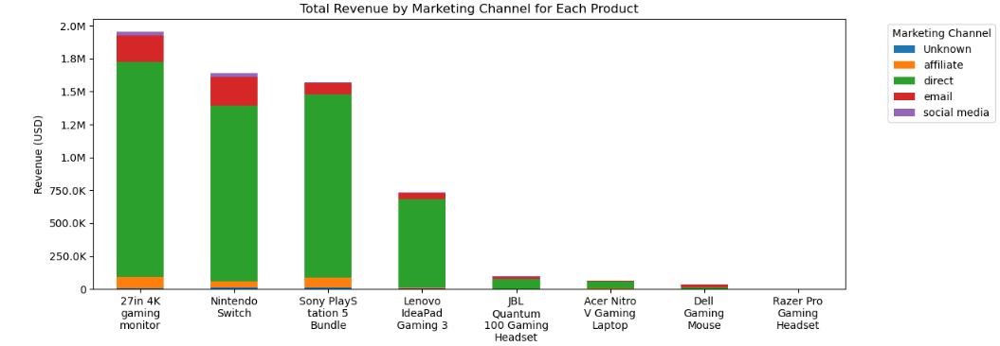 Total Revenue by Marketing Channel for Each Product
2.0M
1.8M
1.5M
1.2M
1.0M
750.0K
500.0K
250.0K
0
Revenue (USD)
27in 4K
gaming
monitor
Nintendo
Switch
Sony PlayS
tation 5
Bundle
Lenovo
IdeaPad
Gaming 3
JBL
Quantum
100 Gaming
Headset
Acer Nitro
V Gaming
Laptop
Dell
Gaming
Mouse
Razer Pro
Gaming
Headset
Marketing Channel
Unknown
affiliate
direct
email
social media